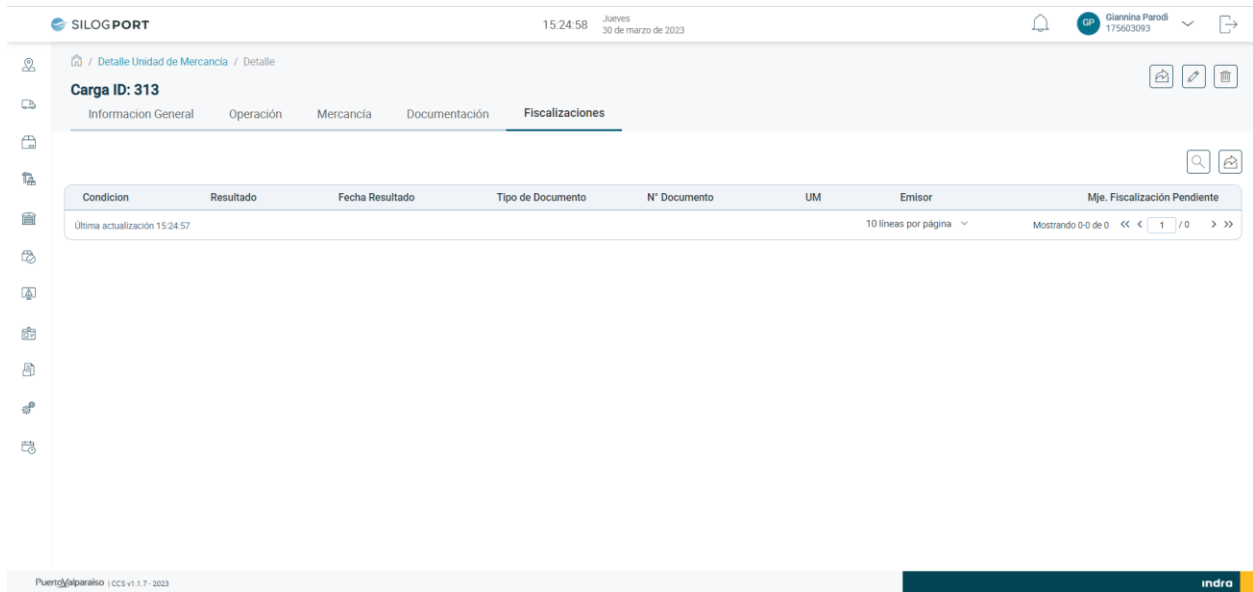 SILOGPORT
15:24:58
Jueves
30 de marzo de 2023
GP
Giannina Parodi
175603093
/ Detalle Unidad de Mercancía / Detalle
Carga ID: 313
Informacion General Operación Mercancía Documentación Fiscalizaciones
Condicion Resultado Fecha Resultado Tipo de Documento N° Documento UM Emisor Mje. Fiscalización Pendiente
Última actualización 15:24:57 10 líneas por página Mostrando 0-0 de 0 << < 1 / 0 > >>
PuertoValparaíso | CCS v1.1.7 - 2023 indra